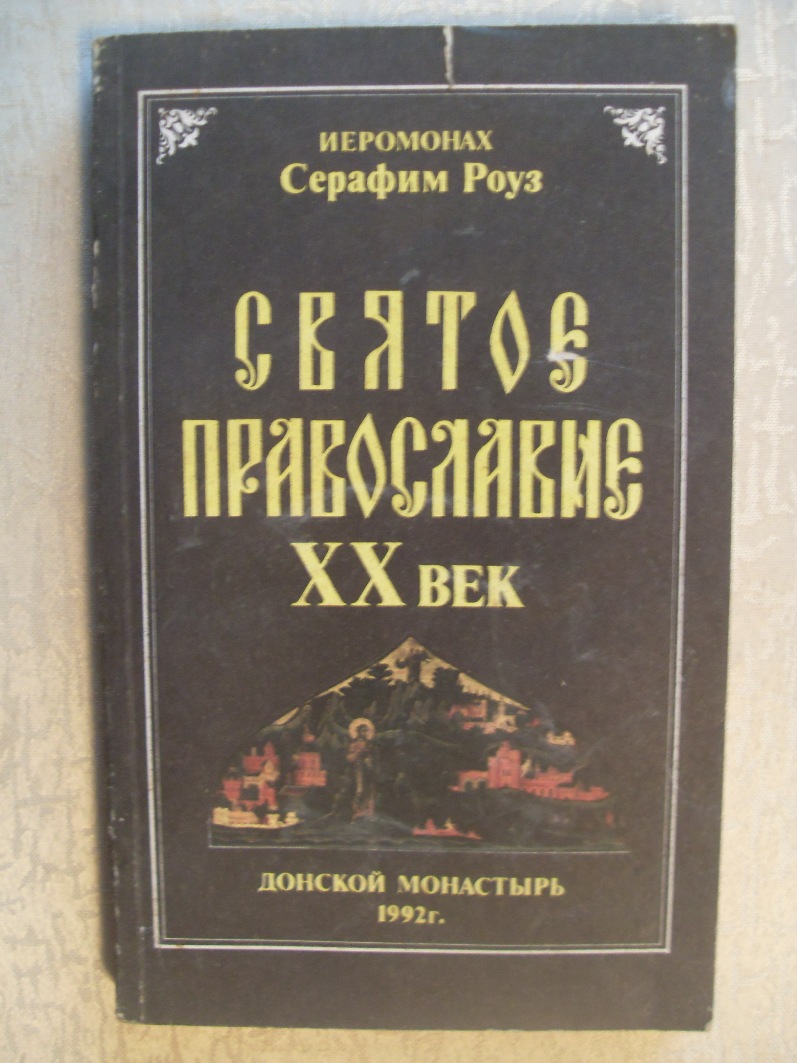 ИЕРОМОНАХ
Серафим Роуз
СВЯТОЕ
ПРАВОСЛАВИЕ
XX ВЕК
ДОНСКОЙ МОНАСТЫРЬ
1992г.